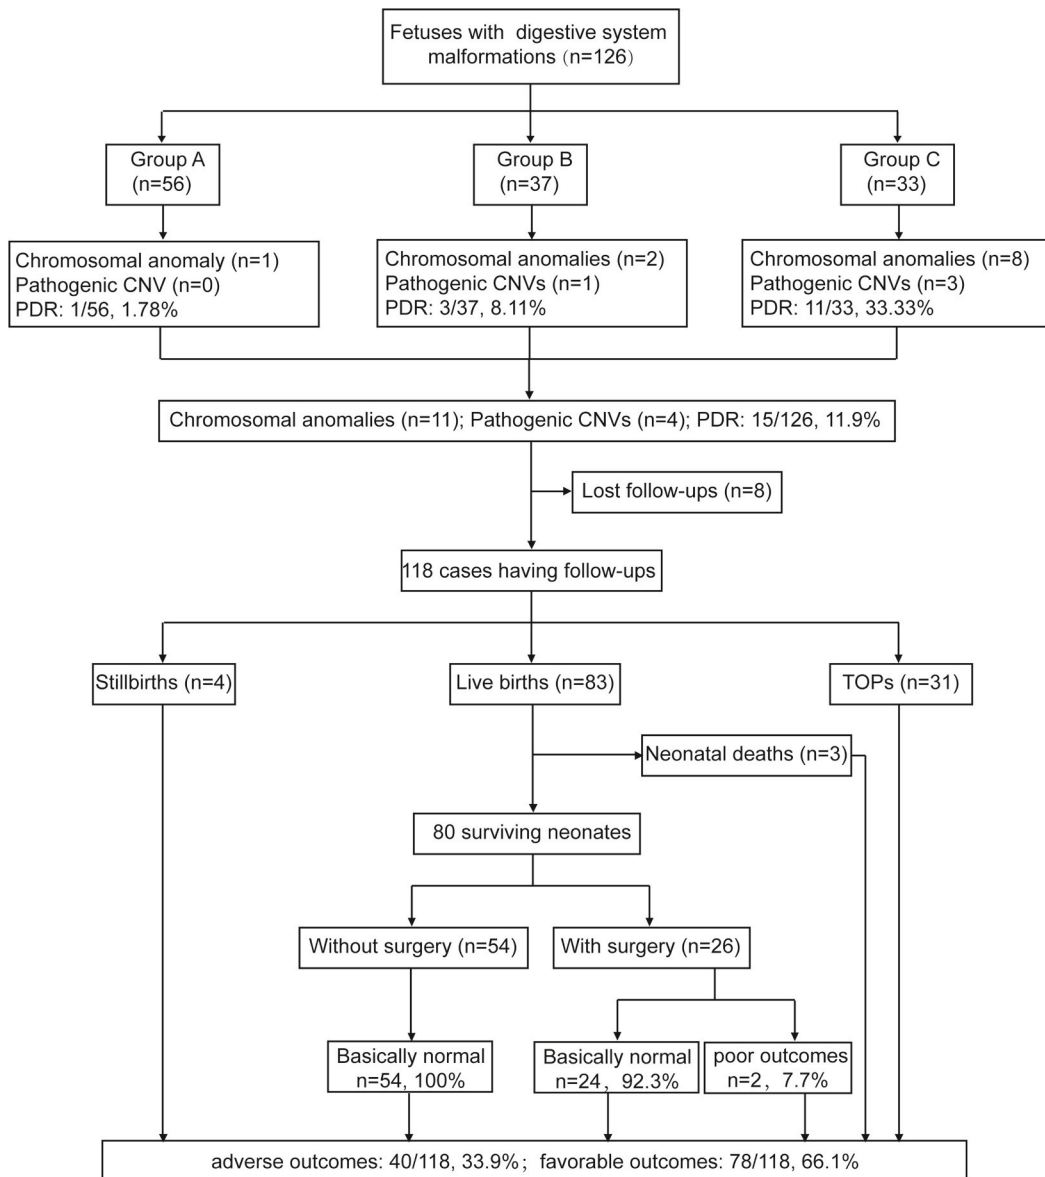 Fetuses with digestive system
malformations（n=126）
Group A
(n=56)
Group B
(n=37)
Group C
(n=33)
Chromosomal anomaly (n=1)
Pathogenic CNV (n=0)
PDR: 1/56, 1.78%
Chromosomal anomalies (n=2)
Pathogenic CNVs (n=1)
PDR: 3/37, 8.11%
Chromosomal anomalies (n=8)
Pathogenic CNVs (n=3)
PDR: 11/33, 33.33%
Chromosomal anomalies (n=11); Pathogenic CNVs (n=4); PDR: 15/126, 11.9%
Lost follow-ups (n=8)
118 cases having follow-ups
Stillbirths (n=4)
Live births (n=83)
TOPs (n=31)
Neonatal deaths (n=3)
80 surviving neonates
Without surgery (n=54)
With surgery (n=26)
Basically normal
n=54, 100%
Basically normal
n=24， 92.3%
poor outcomes
n=2， 7.7%
adverse outcomes: 40/118, 33.9%；favorable outcomes: 78/118, 66.1%